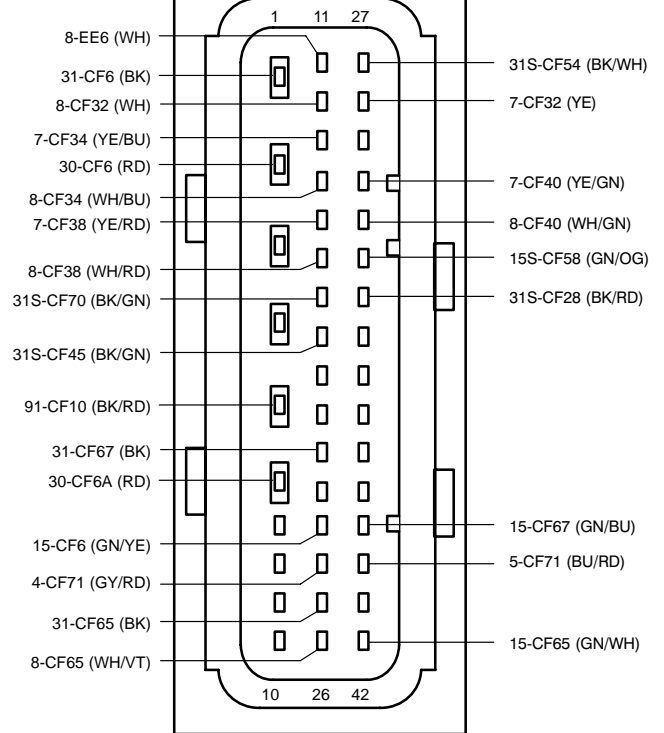 1 11 27
8-EE6 (WH)
31-CF6 (BK)
8-CF32 (WH)
7-CF34 (YE/BU)
30-CF6 (RD)
8-CF34 (WH/BU)
7-CF38 (YE/RD)
8-CF38 (WH/RD)
31S-CF70 (BK/GN)
31S-CF45 (BK/GN)
91-CF10 (BK/RD)
31-CF67 (BK)
30-CF6A (RD)
15-CF6 (GN/YE)
4-CF71 (GY/RD)
31-CF65 (BK)
8-CF65 (WH/VT)
31S-CF54 (BK/WH)
7-CF32 (YE)
7-CF40 (YE/GN)
8-CF40 (WH/GN)
15S-CF58 (GN/OG)
31S-CF28 (BK/RD)
15-CF67 (GN/BU)
5-CF71 (BU/RD)
15-CF65 (GN/WH)
10 26 42